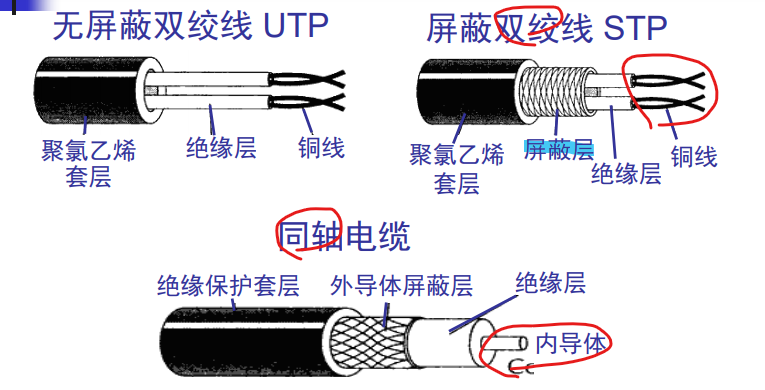 无屏蔽双绞线 UTP
屏蔽双绞线 STP
聚氯乙烯
套层
绝缘层
铜线
聚氯乙烯
套层
屏蔽层
绝缘层
铜线
同轴电缆
绝缘保护套层
外导体屏蔽层
绝缘层
内导体